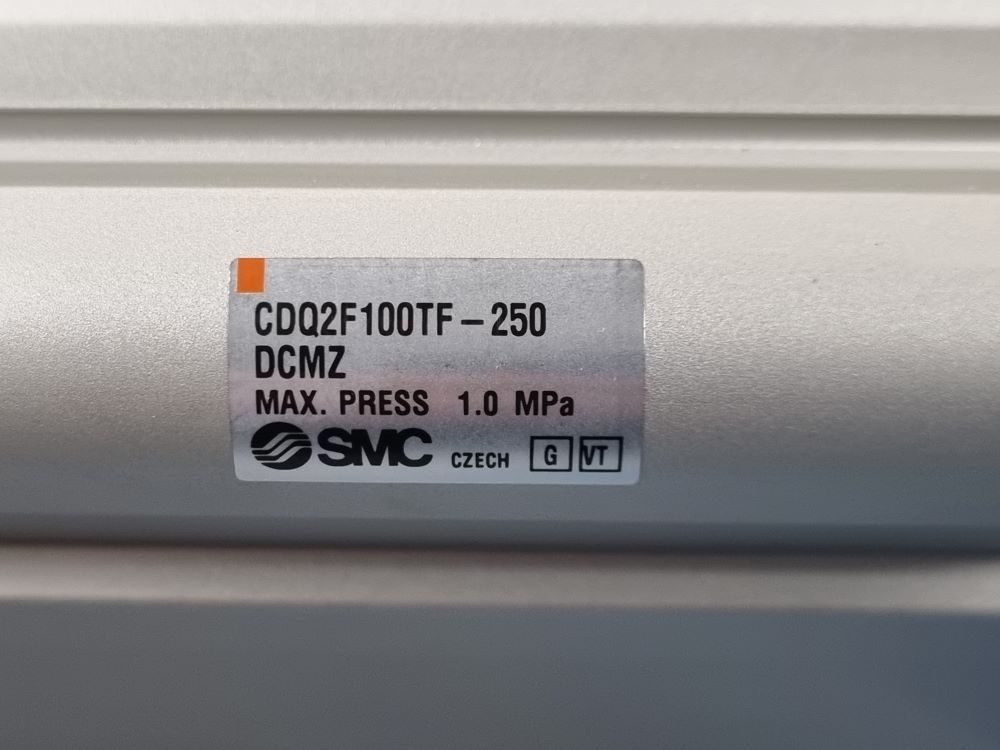 CDQ2F100TF-250
DCMZ
MAX. PRESS 1.0 MPa
SMC CZECH G VT